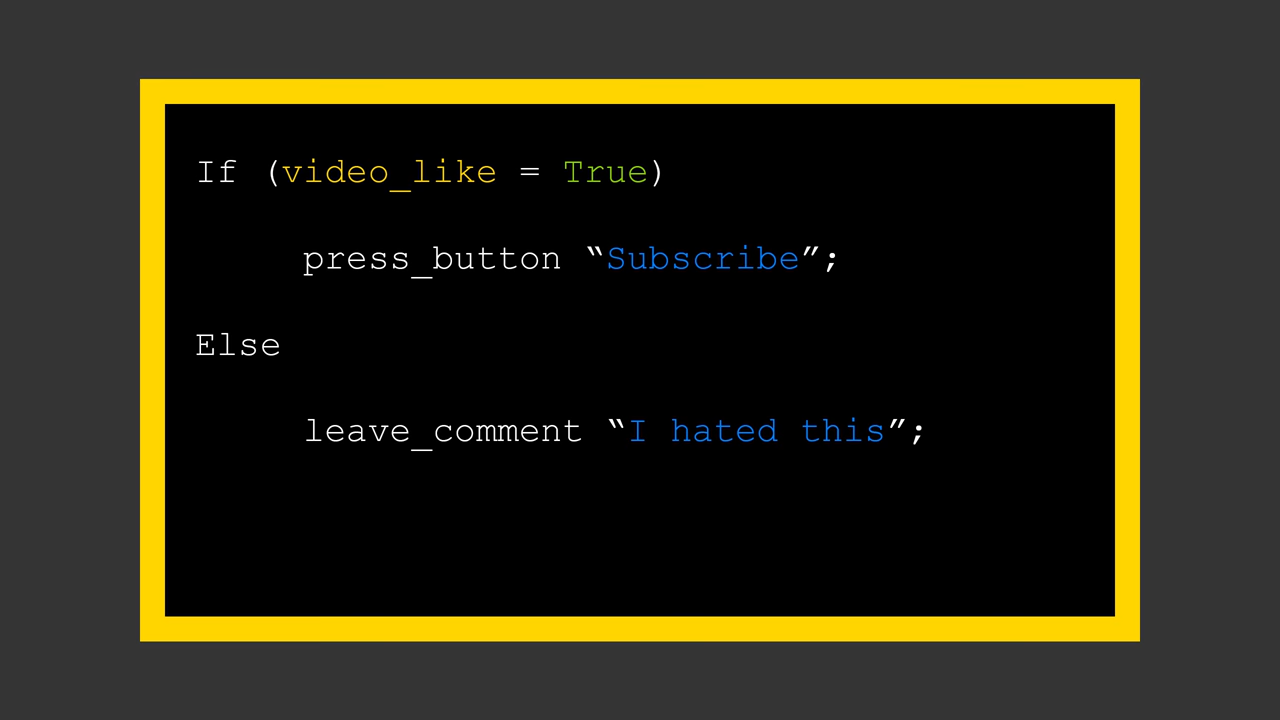 If (video_like = True)
press_button “Subscribe”;
Else
leave_comment “I hated this”;